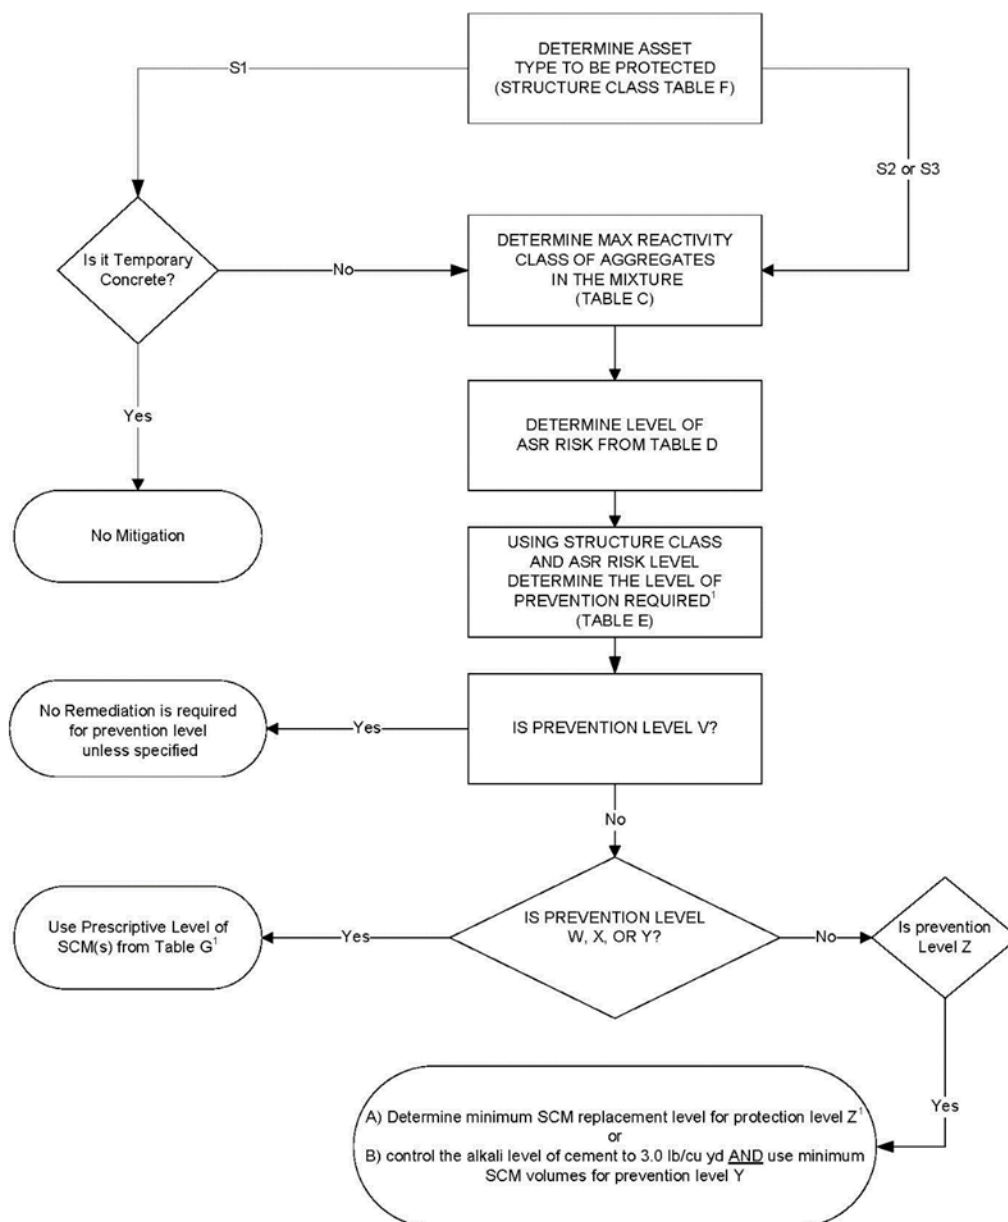 DETERMINE ASSET
TYPE TO BE PROTECTED
(STRUCTURE CLASS TABLE F)
S1
S2 or S3
Is it Temporary
Concrete?
No
DETERMINE MAX REACTIVITY
CLASS OF AGGREGATES
IN THE MIXTURE
(TABLE C)
Yes
DETERMINE LEVEL OF
ASR RISK FROM TABLE D
No Mitigation
USING STRUCTURE CLASS
AND ASR RISK LEVEL
DETERMINE THE LEVEL OF
PREVENTION REQUIRED¹
(TABLE E)
No Remediation is required
for prevention level
unless specified
Yes
IS PREVENTION LEVEL V?
No
Use Prescriptive Level of
SCM(s) from Table G¹
Yes
IS PREVENTION LEVEL
W, X, OR Y?
No
Is prevention
Level Z
Yes
A) Determine minimum SCM replacement level for protection level Z¹
or
B) control the alkali level of cement to 3.0 lb/cu yd AND use minimum
SCM volumes for prevention level Y